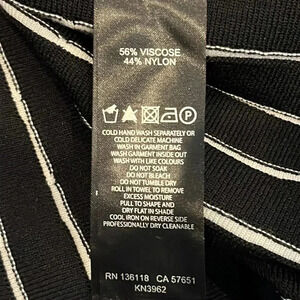 56% VISCOSE
44% NYLON
COLD HAND WASH SEPARATELY OR
COLD DELICATE MACHINE
WASH IN GARMENT BAG
WASH GARMENT INSIDE OUT
WASH WITH LIKE COLOURS
DO NOT SOAK
DO NOT BLEACH
DO NOT TUMBLE DRY
ROLL IN TOWEL TO REMOVE
EXCESS MOISTURE
PULL TO SHAPE AND
DRY FLAT IN SHADE
COOL IRON ON REVERSE SIDE
PROFESSIONALLY DRY CLEANABLE
RN 136118 CA 57651
KN3962